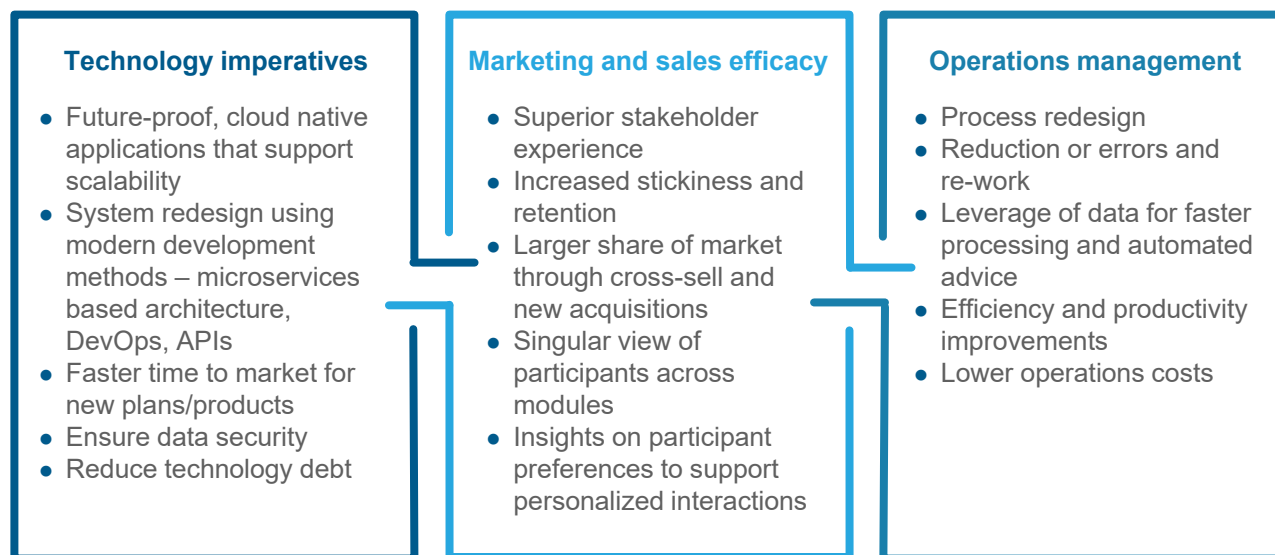 Technology imperatives
● Future-proof, cloud native
applications that support
scalability
● System redesign using
modern development
methods – microservices
based architecture,
DevOps, APIs
● Faster time to market for
new plans/products
● Ensure data security
● Reduce technology debt
Marketing and sales efficacy
● Superior stakeholder
experience
● Increased stickiness and
retention
● Larger share of market
through cross-sell and
new acquisitions
● Singular view of
participants across
modules
● Insights on participant
preferences to support
personalized interactions
Operations management
● Process redesign
● Reduction or errors and
re-work
● Leverage of data for faster
processing and automated
advice
● Efficiency and productivity
improvements
● Lower operations costs